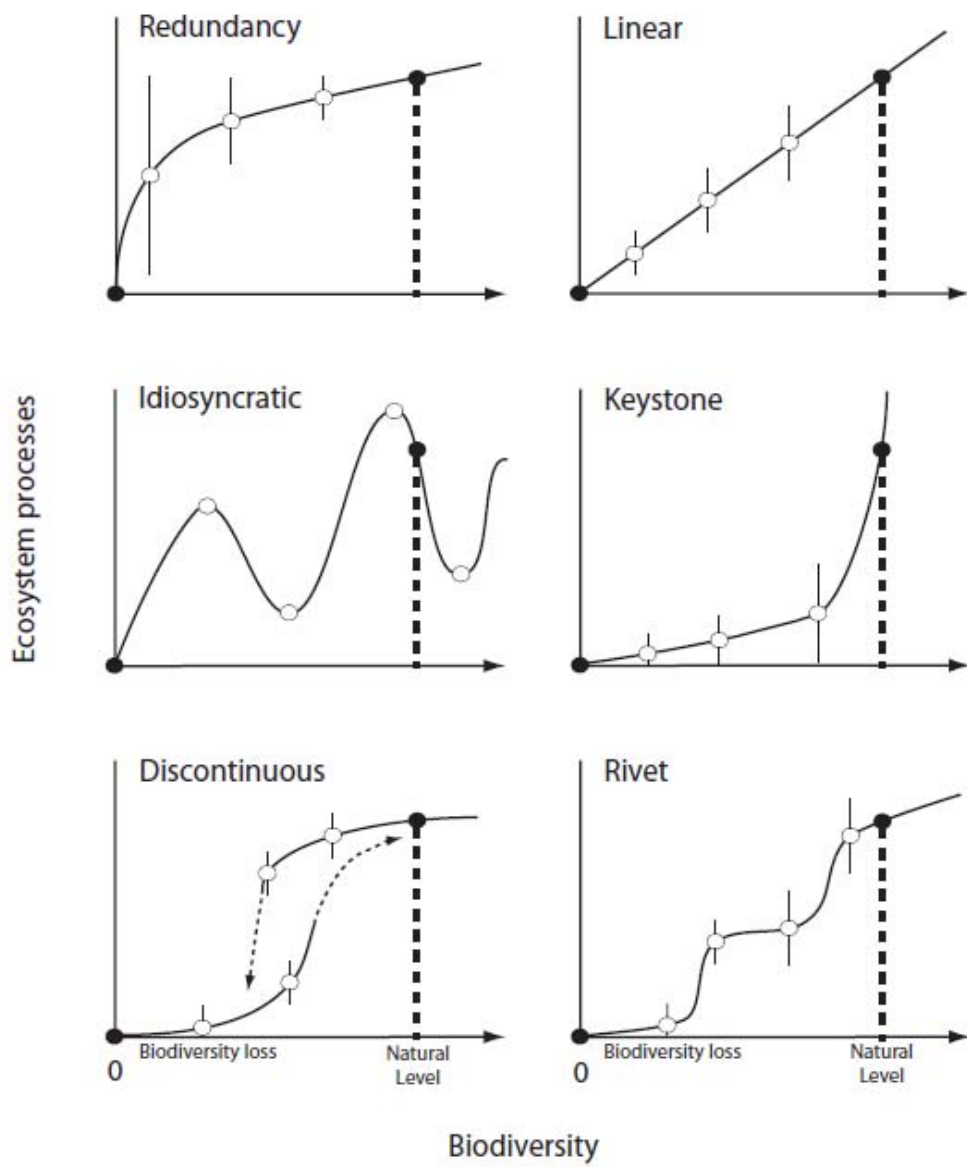 Redundancy
Linear
Ecosystem processes
Idiosyncratic
Keystone
Discontinuous
Rivet
0
Biodiversity loss
Natural
Level
0
Biodiversity loss
Natural
Level
Biodiversity